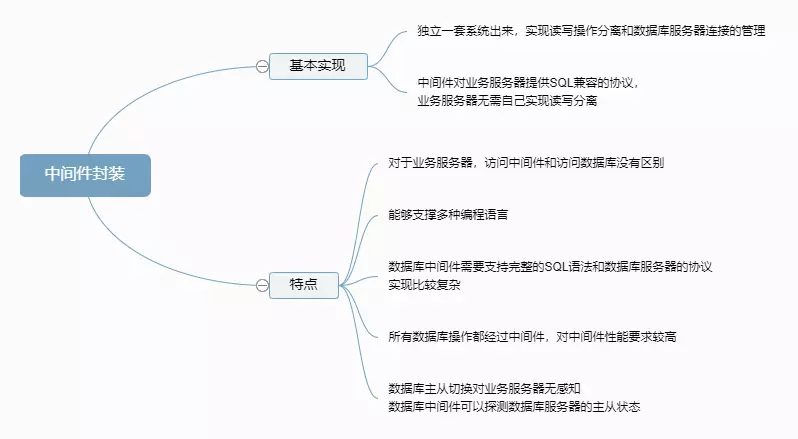 中间件封装
基本实现
独立一套系统出来，实现读写操作分离和数据库服务器连接的管理
中间件对业务服务器提供SQL兼容的协议，
业务服务器无需自己实现读写分离
特点
对于业务服务器，访问中间件和访问数据库没有区别
能够支撑多种编程语言
数据库中间件需要支持完整的SQL语法和数据库服务器的协议
实现比较复杂
所有数据库操作都经过中间件，对中间件性能要求较高
数据库主从切换对业务服务器无感知
数据库中间件可以探测数据库服务器的主从状态